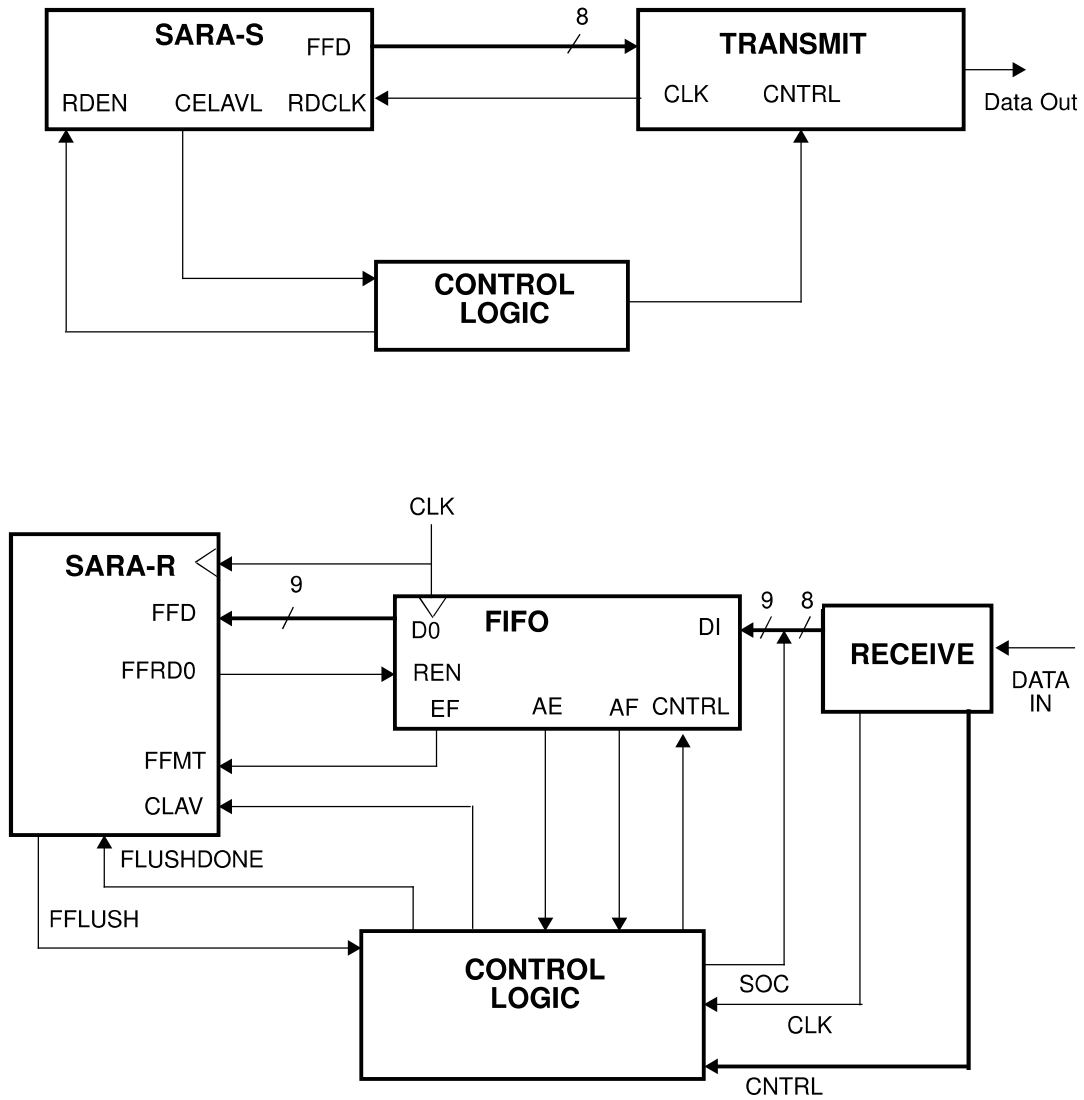 SARA-S
FFD
RDEN CELAVL RDCLK
8
TRANSMIT
CLK CNTRL
Data Out
CONTROL
LOGIC
CLK
SARA-R
FFD
FFRD0
FFMT
CLAV
9
FIFO
D0
DI
REN
EF AE AF CNTRL
9 8
RECEIVE
DATA
IN
FLUSHDONE
FFLUSH
CONTROL
LOGIC
SOC
CLK
CNTRL